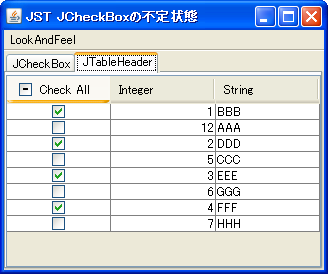 JST JCheckBoxの不定状態
LookAndFeel
JCheckBox JTableHeader
Check All Integer String
1 BBB
12 AAA
2 DDD
5 CCC
3 EEE
6 GGG
4 FFF
7 HHH